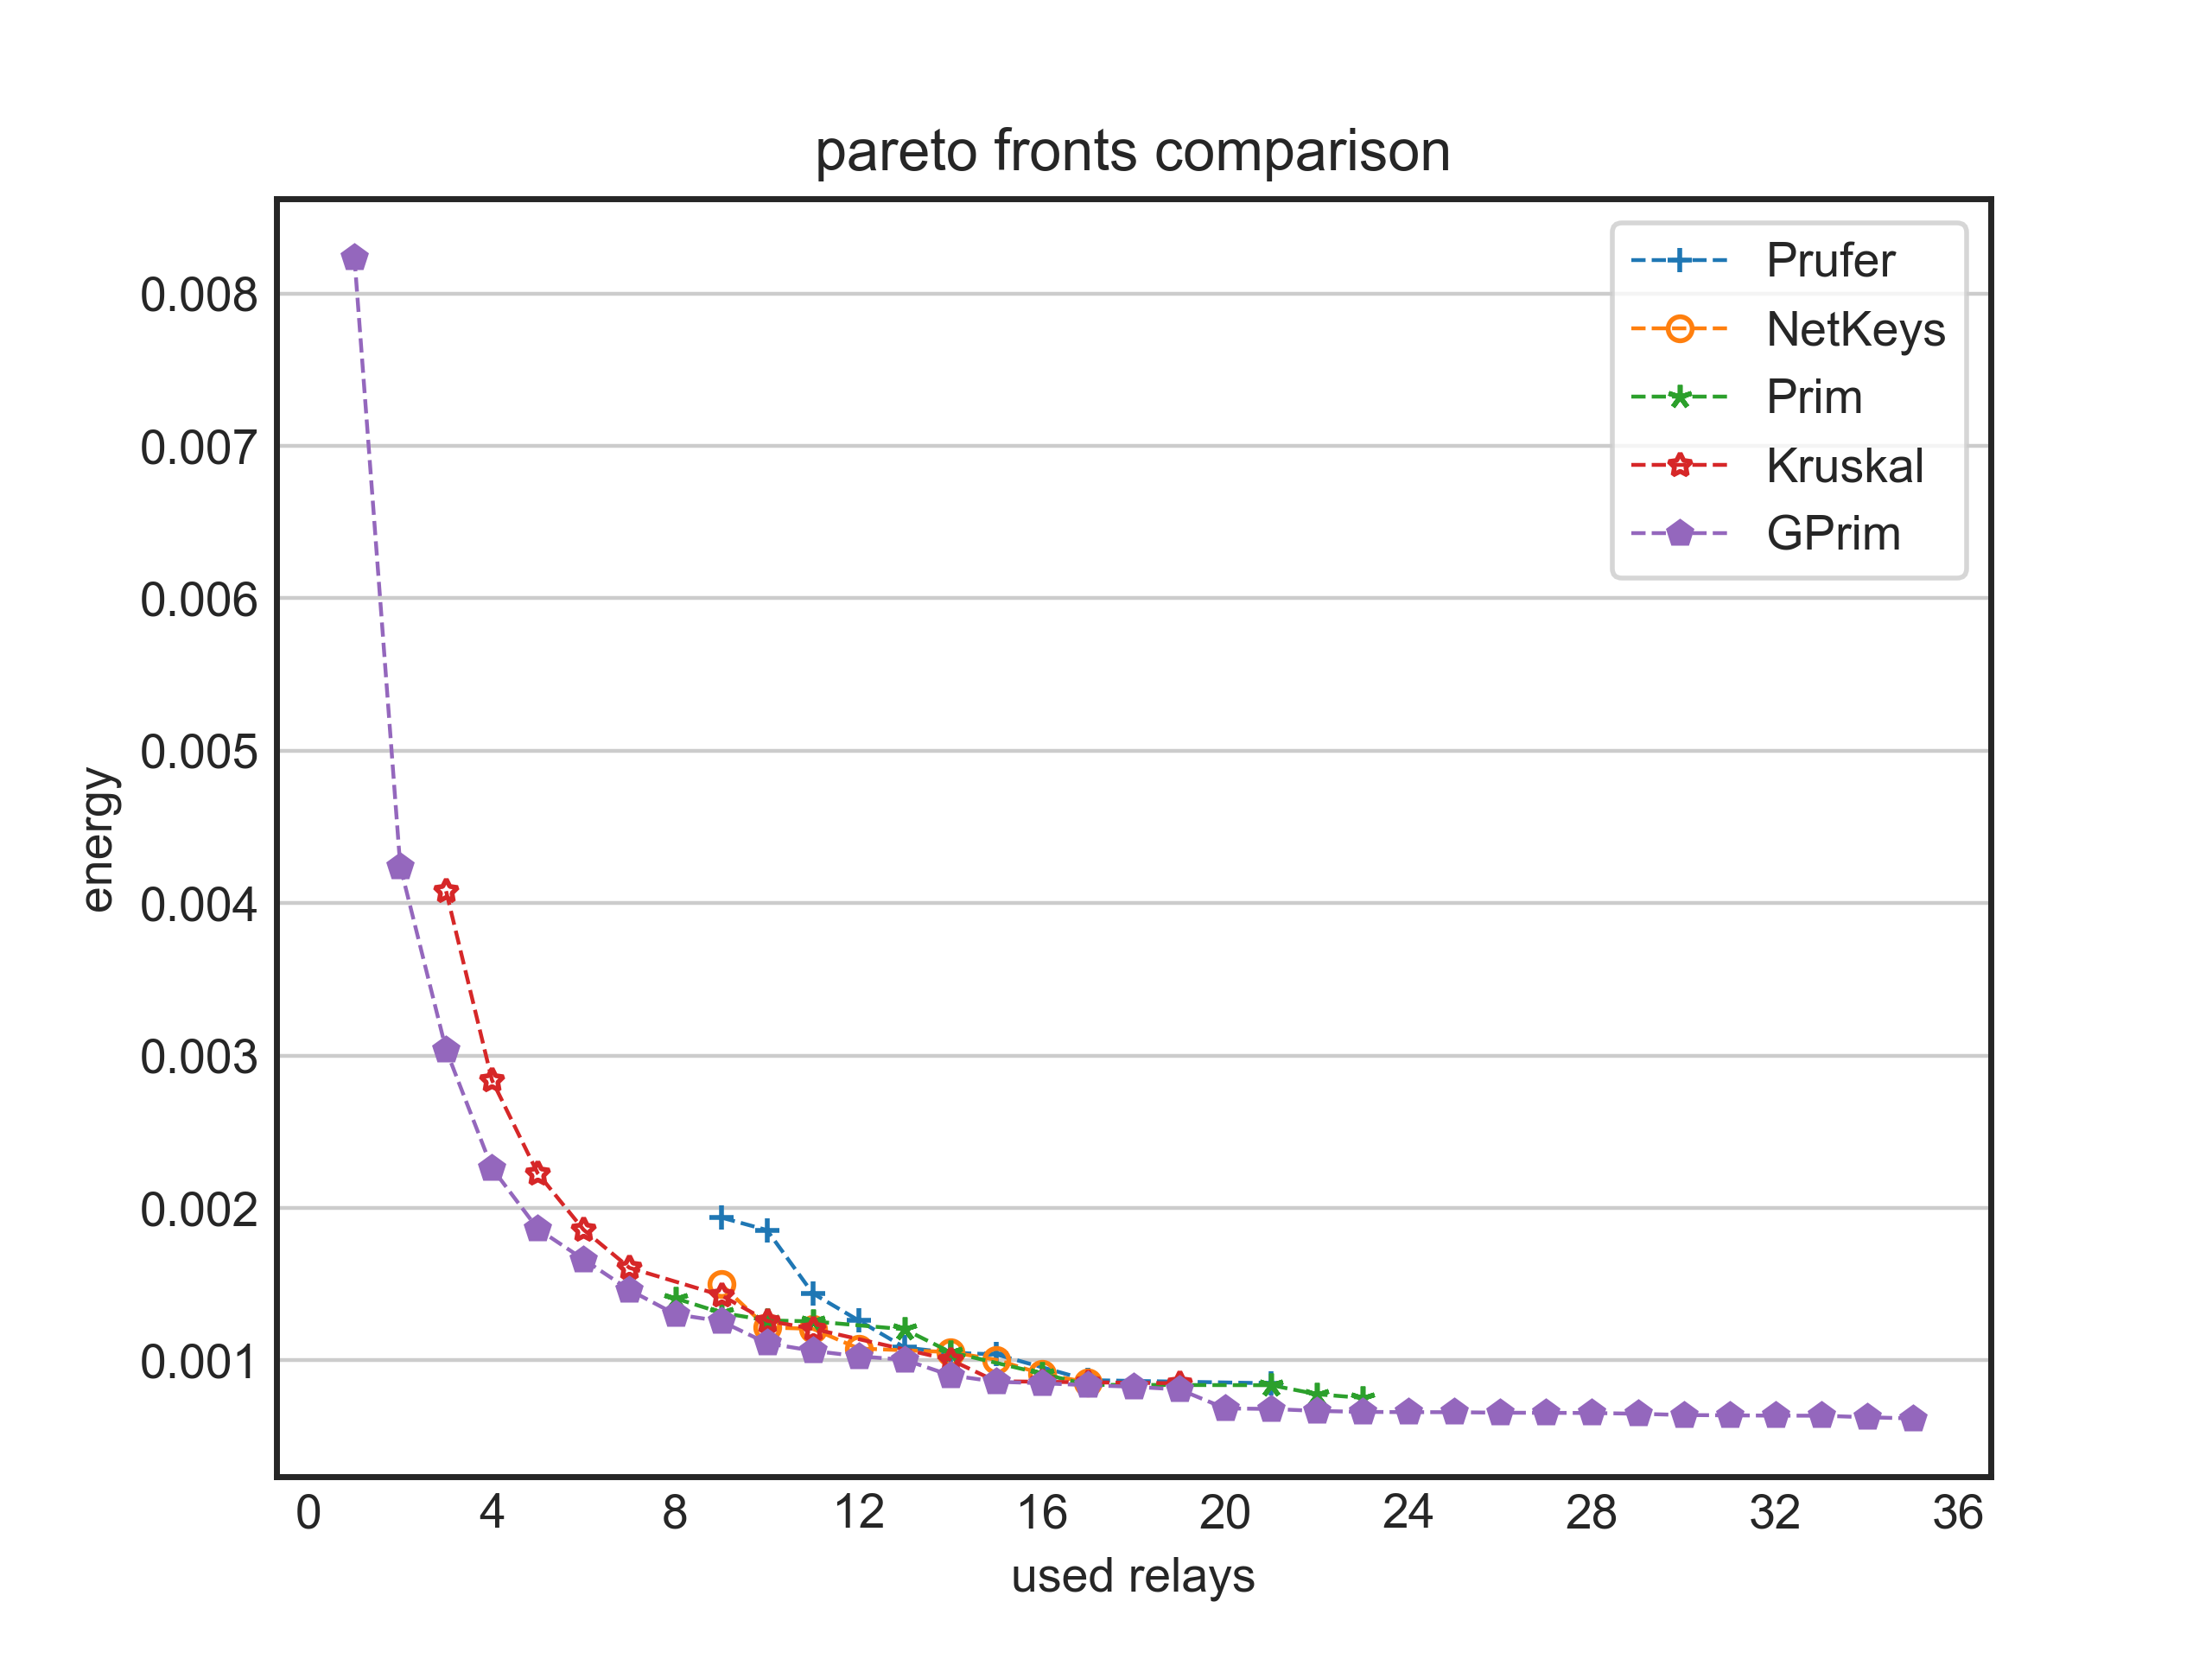 pareto fronts comparison
Prufer
NetKeys
Prim
Kruskal
GPrim
0.008
0.007
0.006
0.005
0.004
0.003
0.002
0.001
energy
0 4 8 12 16 20 24 28 32 36
used relays